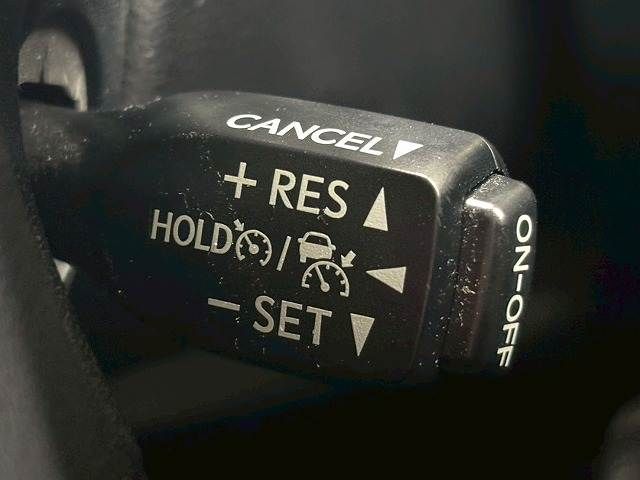 CANCEL
+ RES
HOLD /
− SET
ON–OFF